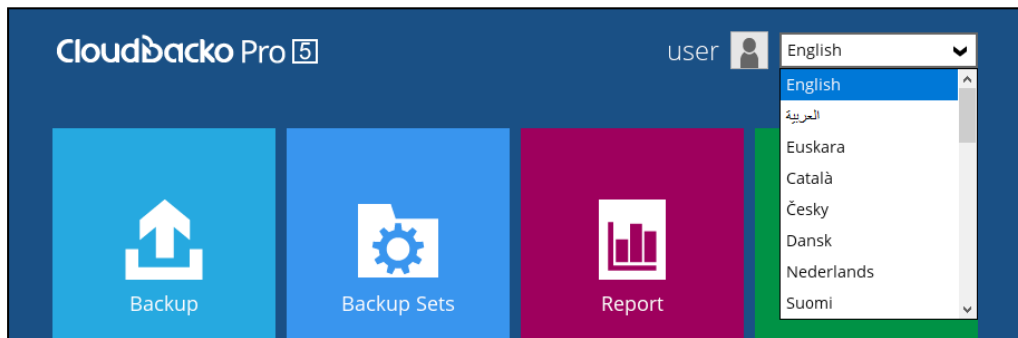 CloudBacko Pro 5
user
English
English
العربية
Euskara
Català
Česky
Dansk
Nederlands
Suomi
Backup
Backup Sets
Report